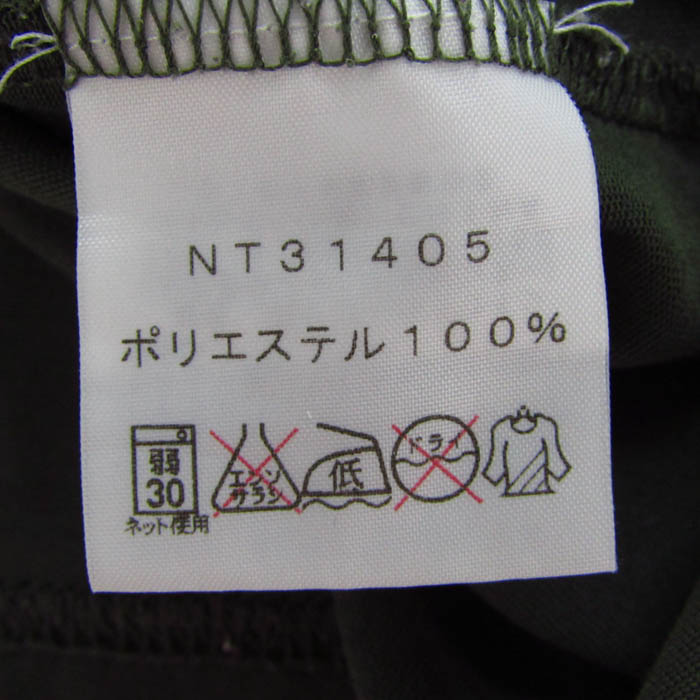 ＮＴ３１４０５
ポリエステル１００％
弱 エンソ 低 ドライ
30 サラシ
ネット使用